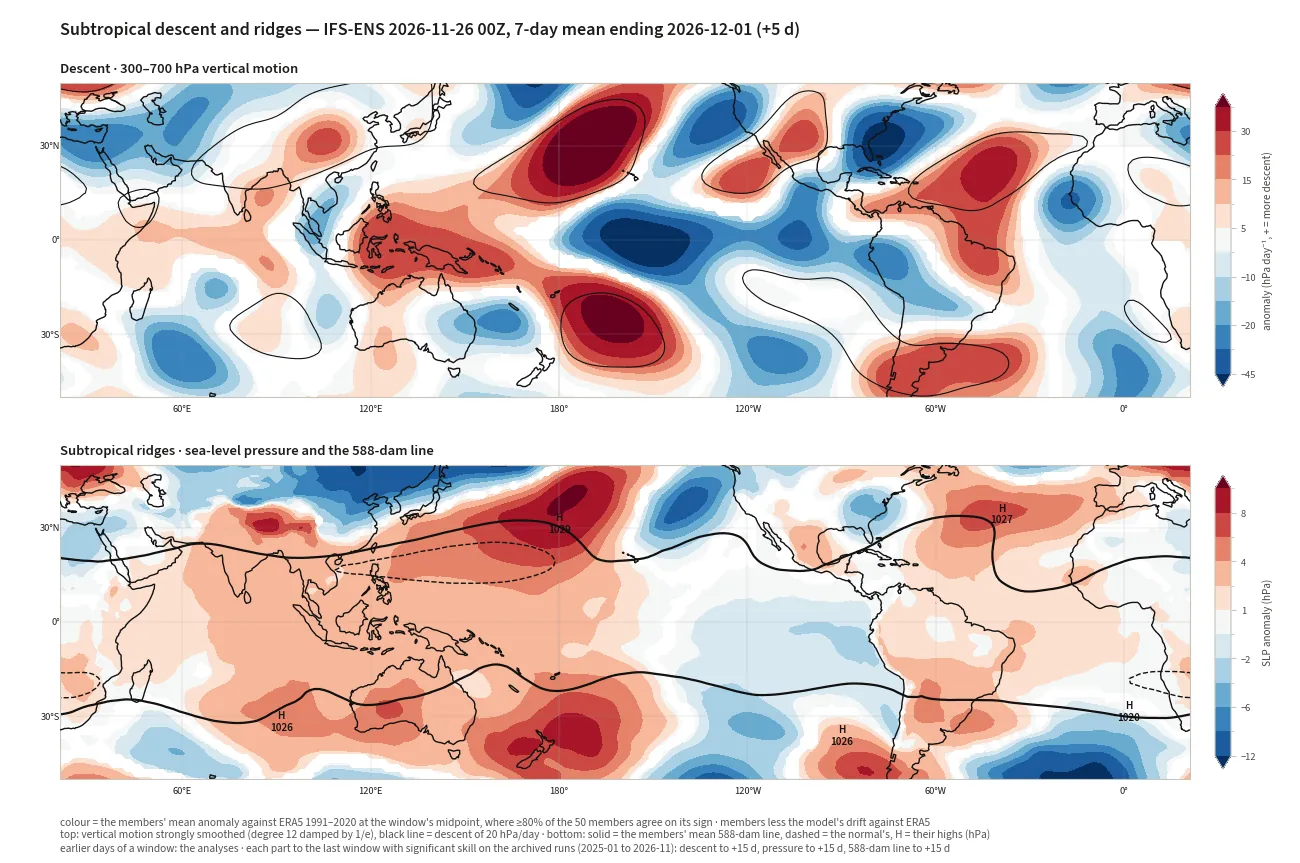 Subtropical descent and ridges — IFS-ENS 2026-11-26 00Z, 7-day mean ending 2026-12-01 (+5 d)
Descent · 300–700 hPa vertical motion
30°N
0°
30°S
60°E
120°E
180°
120°W
60°W
0°
30
15
5
−10
−20
−45
anomaly (hPa day⁻¹, + = more descent)
Subtropical ridges · sea-level pressure and the 588-dam line
30°N
0°
30°S
H
1029
H
1027
H
1026
H
1026
H
1020
60°E
120°E
180°
120°W
60°W
0°
8
4
1
−2
−6
−12
SLP anomaly (hPa)
colour = the members' mean anomaly against ERA5 1991–2020 at the window's midpoint, where ≥80% of the 50 members agree on its sign · members less the model's drift against ERA5
top: vertical motion strongly smoothed (degree 12 damped by 1/e), black line = descent of 20 hPa/day · bottom: solid = the members' mean 588-dam line, dashed = the normal's, H = their highs (hPa)
earlier days of a window: the analyses · each part to the last window with significant skill on the archived runs (2025-01 to 2026-11): descent to +15 d, pressure to +15 d, 588-dam line to +15 d